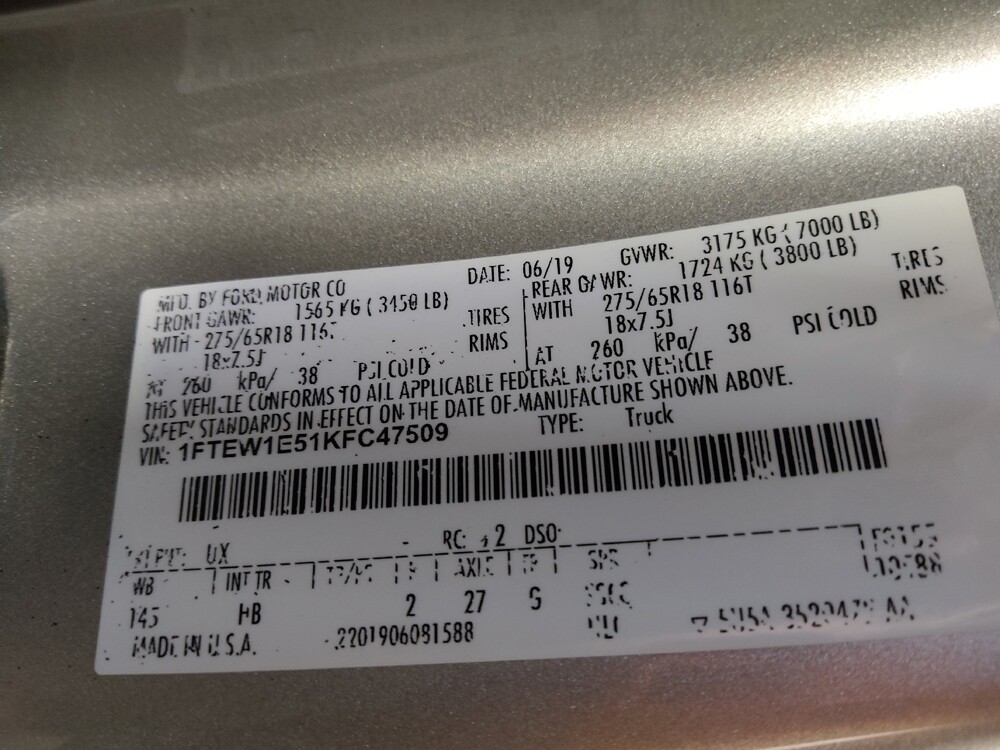 MFD. BY FORD MOTOR CO DATE: 06/19 GVWR: 3175 KG ( 7000 LB)
FRONT GAWR: 1565 KG ( 3450 LB) REAR GAWR: 1724 KG ( 3800 LB)
WITH 275/65R18 116T TIRES WITH 275/65R18 116T TIRES
18x7.5J RIMS 18x7.5J RIMS
AT 260 kPa/ 38 PSI COLD AT 260 kPa/ 38 PSI COLD
THIS VEHICLE CONFORMS TO ALL APPLICABLE FEDERAL MOTOR VEHICLE
SAFETY STANDARDS IN EFFECT ON THE DATE OF MANUFACTURE SHOWN ABOVE.
VIN: 1FTEW1E51KFC47509 TYPE: Truck
UX RC: DSO:
WB INT TR AXLE
145 HB 2 27
MADE IN U.S.A. 2201906081588